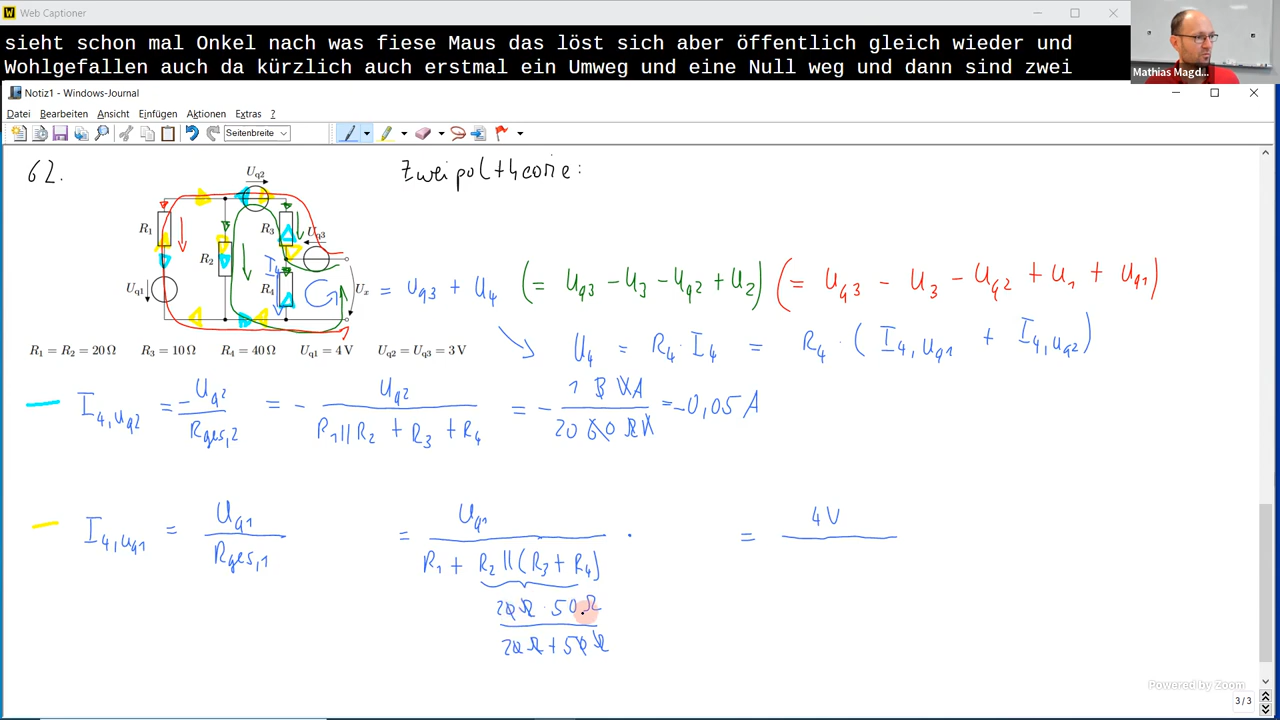 Web Captioner
sieht schon mal Onkel nach was fiese Maus das löst sich aber öffentlich gleich wieder und
Wohlgefallen auch da kürzlich auch erstmal ein Umweg und eine Null weg und dann sind zwei
Mathias Magd...
Notiz1 - Windows-Journal
Datei Bearbeiten Ansicht Einfügen Aktionen Extras ?
Seitenbreite
62. Zweipoltheorie:
Uq2
R1 R2 R3 Uq3
Uq1 I4 R4 Ux = Uq3 + U4 (= Uq3 - U3 - Uq2 + U2) (= Uq3 - U3 - Uq2 + U1 + Uq1)
U4 = R4 · I4 = R4 · (I4,Uq1 + I4,Uq2)
R1 = R2 = 20 Ω R3 = 10 Ω R4 = 40 Ω Uq1 = 4 V Uq2 = Uq3 = 3 V
I4,Uq2 = -Uq2 / Rges,2 = - Uq2 / (R1||R2 + R3 + R4) = - 1 3 V A / 20 60 Ω V = -0,05 A
I4,Uq1 = Uq1 / Rges,1 = Uq1 / (R1 + R2||(R3 + R4)) · = 4V
20Ω · 50Ω
20Ω + 50Ω
Powered by Zoom
3/3